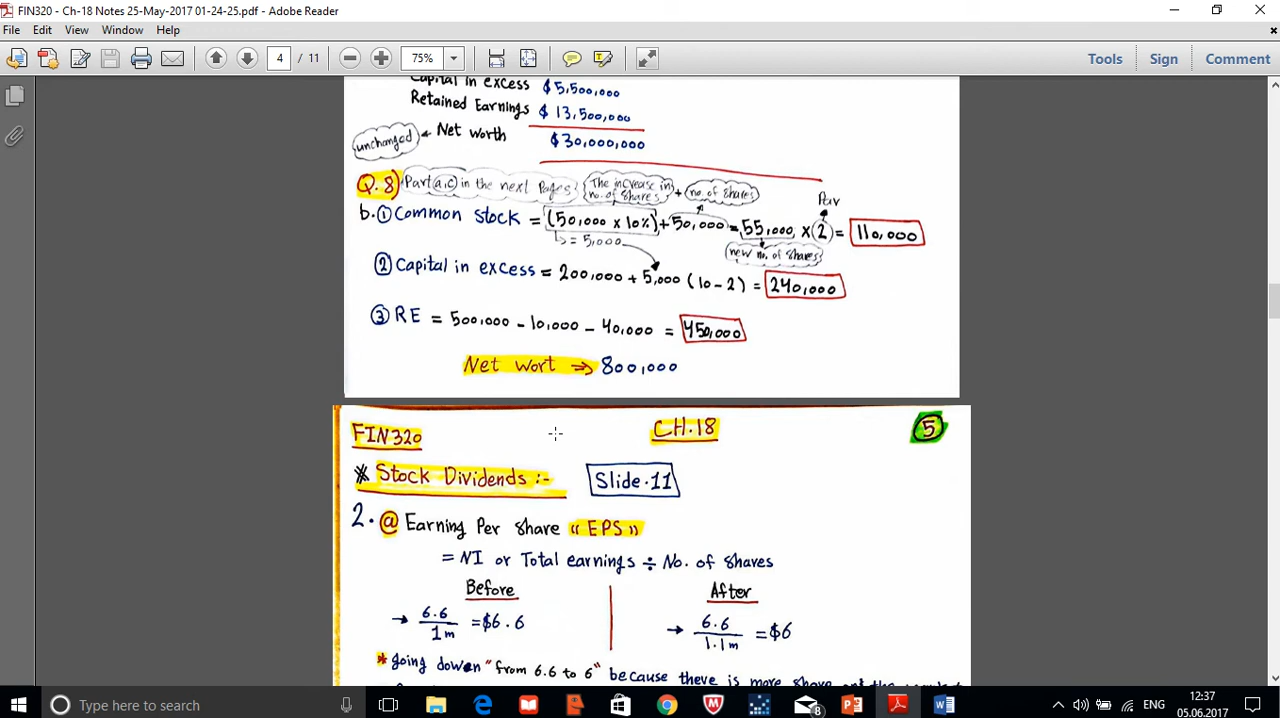 FIN320 - Ch-18 Notes 25-May-2017 01-24-25.pdf - Adobe Reader
File Edit View Window Help
4 / 11 75% Tools Sign Comment
Capital in excess $5,500,000
Retained Earnings $13,500,000
unchanged Net worth $30,000,000
Q.8) Part (a,c) in the next Pages The increase in no. of shares + no. of shares
Par
b. ① Common stock = (50,000 x 10%) + 50,000 = 55,000 x (2) = 110,000
= 5,000 new no. of shares
② Capital in excess = 200,000 + 5,000 (10-2) = 240,000
③ RE = 500,000 - 10,000 - 40,000 = 450,000
Net wort ⇒ 800,000
FIN320 CH.18 5
* Stock Dividends :- Slide.11
2. @ Earning Per share "EPS"
= NI or Total earnings ÷ No. of shares
Before After
→ 6.6/1m = $6.6 → 6.6/1.1m = $6
* going dowen "from 6.6 to 6" because there is more share
Type here to search 8 ENG 12:37
05.06.2017